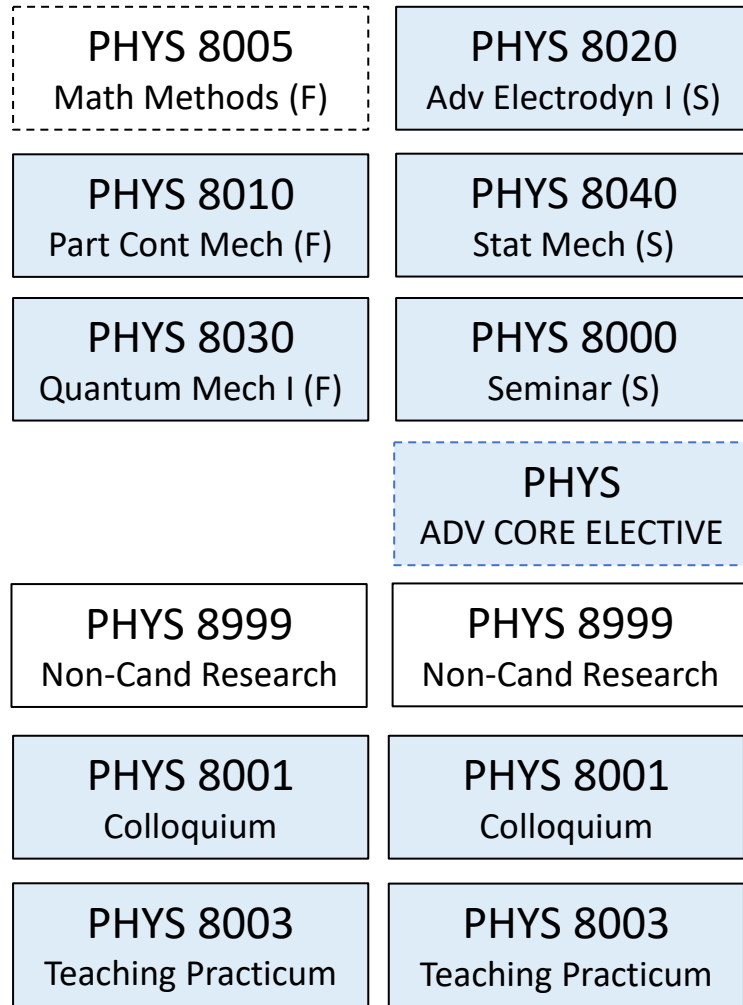 PHYS 8005
Math Methods (F)
PHYS 8020
Adv Electrodyn I (S)
PHYS 8010
Part Cont Mech (F)
PHYS 8040
Stat Mech (S)
PHYS 8030
Quantum Mech I (F)
PHYS 8000
Seminar (S)
PHYS
ADV CORE ELECTIVE
PHYS 8999
Non-Cand Research
PHYS 8999
Non-Cand Research
PHYS 8001
Colloquium
PHYS 8001
Colloquium
PHYS 8003
Teaching Practicum
PHYS 8003
Teaching Practicum